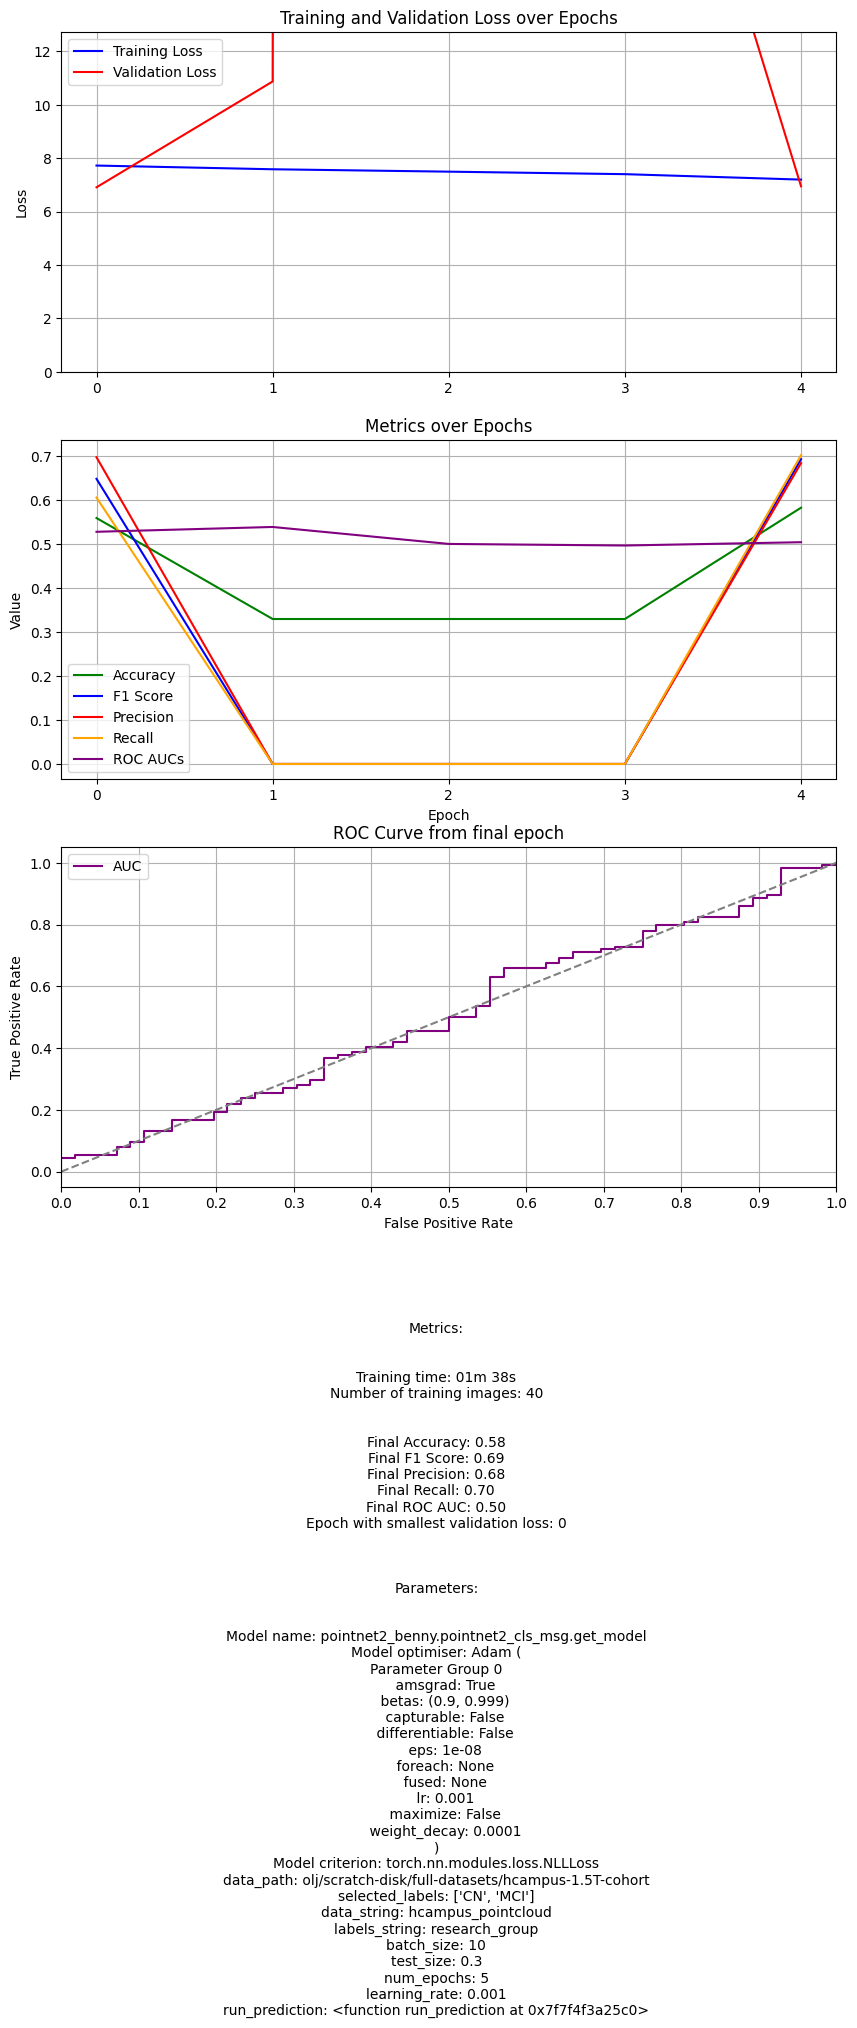 Training and Validation Loss over Epochs
Training Loss
Validation Loss
Loss
12
10
8
6
4
2
0
0 1 2 3 4
Metrics over Epochs
Value
0.7
0.6
0.5
0.4
0.3
0.2
0.1
0.0
Accuracy
F1 Score
Precision
Recall
ROC AUCs
0 1 2 3 4
Epoch
ROC Curve from final epoch
AUC
True Positive Rate
1.0
0.8
0.6
0.4
0.2
0.0
0.0 0.1 0.2 0.3 0.4 0.5 0.6 0.7 0.8 0.9 1.0
False Positive Rate
Metrics:
Training time: 01m 38s
Number of training images: 40
Final Accuracy: 0.58
Final F1 Score: 0.69
Final Precision: 0.68
Final Recall: 0.70
Final ROC AUC: 0.50
Epoch with smallest validation loss: 0
Parameters:
Model name: pointnet2_benny.pointnet2_cls_msg.get_model
Model optimiser: Adam (
Parameter Group 0
amsgrad: True
betas: (0.9, 0.999)
capturable: False
differentiable: False
eps: 1e-08
foreach: None
fused: None
lr: 0.001
maximize: False
weight_decay: 0.0001
)
Model criterion: torch.nn.modules.loss.NLLLoss
data_path: olj/scratch-disk/full-datasets/hcampus-1.5T-cohort
selected_labels: ['CN', 'MCI']
data_string: hcampus_pointcloud
labels_string: research_group
batch_size: 10
test_size: 0.3
num_epochs: 5
learning_rate: 0.001
run_prediction: <function run_prediction at 0x7f7f4f3a25c0>